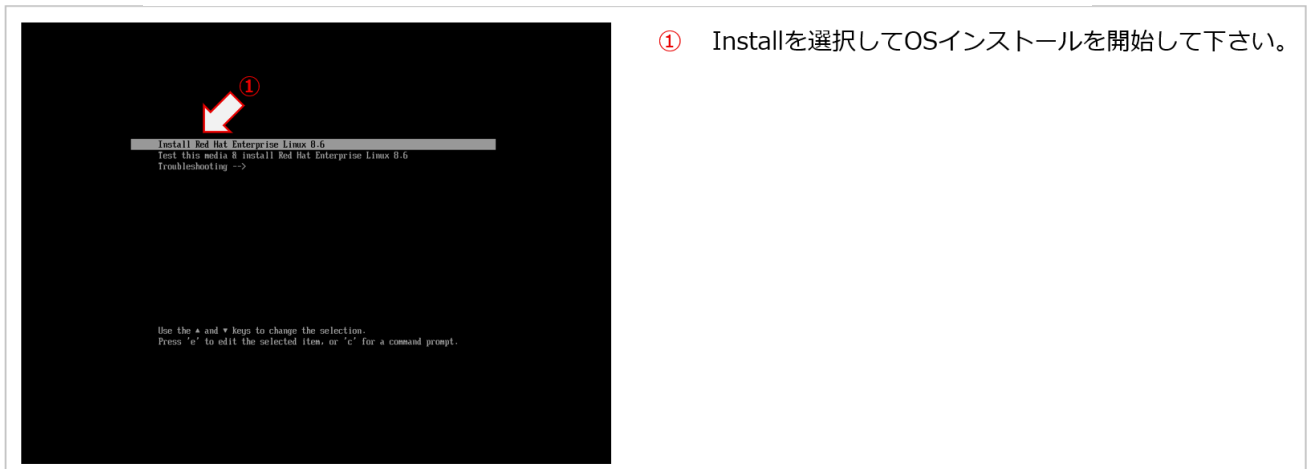 ① Installを選択してOSインストールを開始して下さい。
①
Install Red Hat Enterprise Linux 8.6
Test this media & install Red Hat Enterprise Linux 8.6
Troubleshooting -->
Use the ▲ and ▼ keys to change the selection.
Press 'e' to edit the selected item, or 'c' for a command prompt.